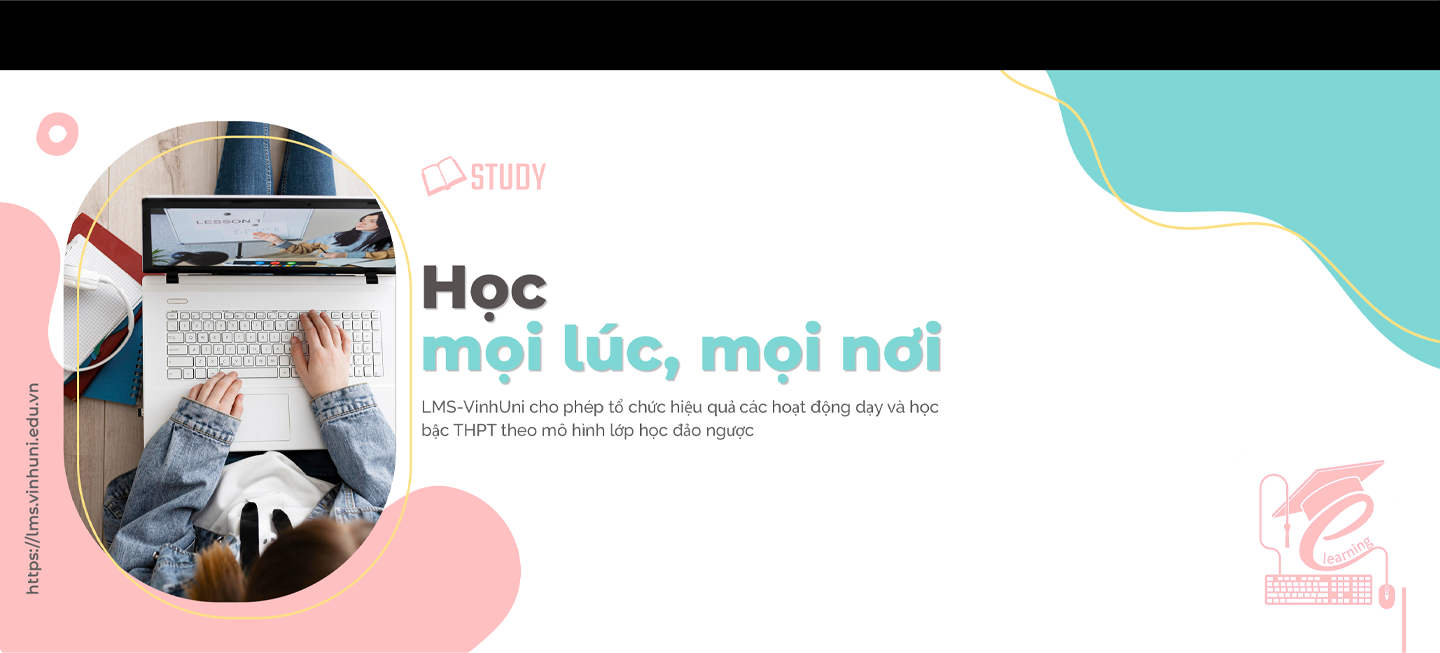 STUDY
LESSON 1
Học
mọi lúc, mọi nơi
LMS-VinhUni cho phép tổ chức hiệu quả các hoạt động dạy và học
bậc THPT theo mô hình lớp học đảo ngược
https://lms.vinhuni.edu.vn
e
learning